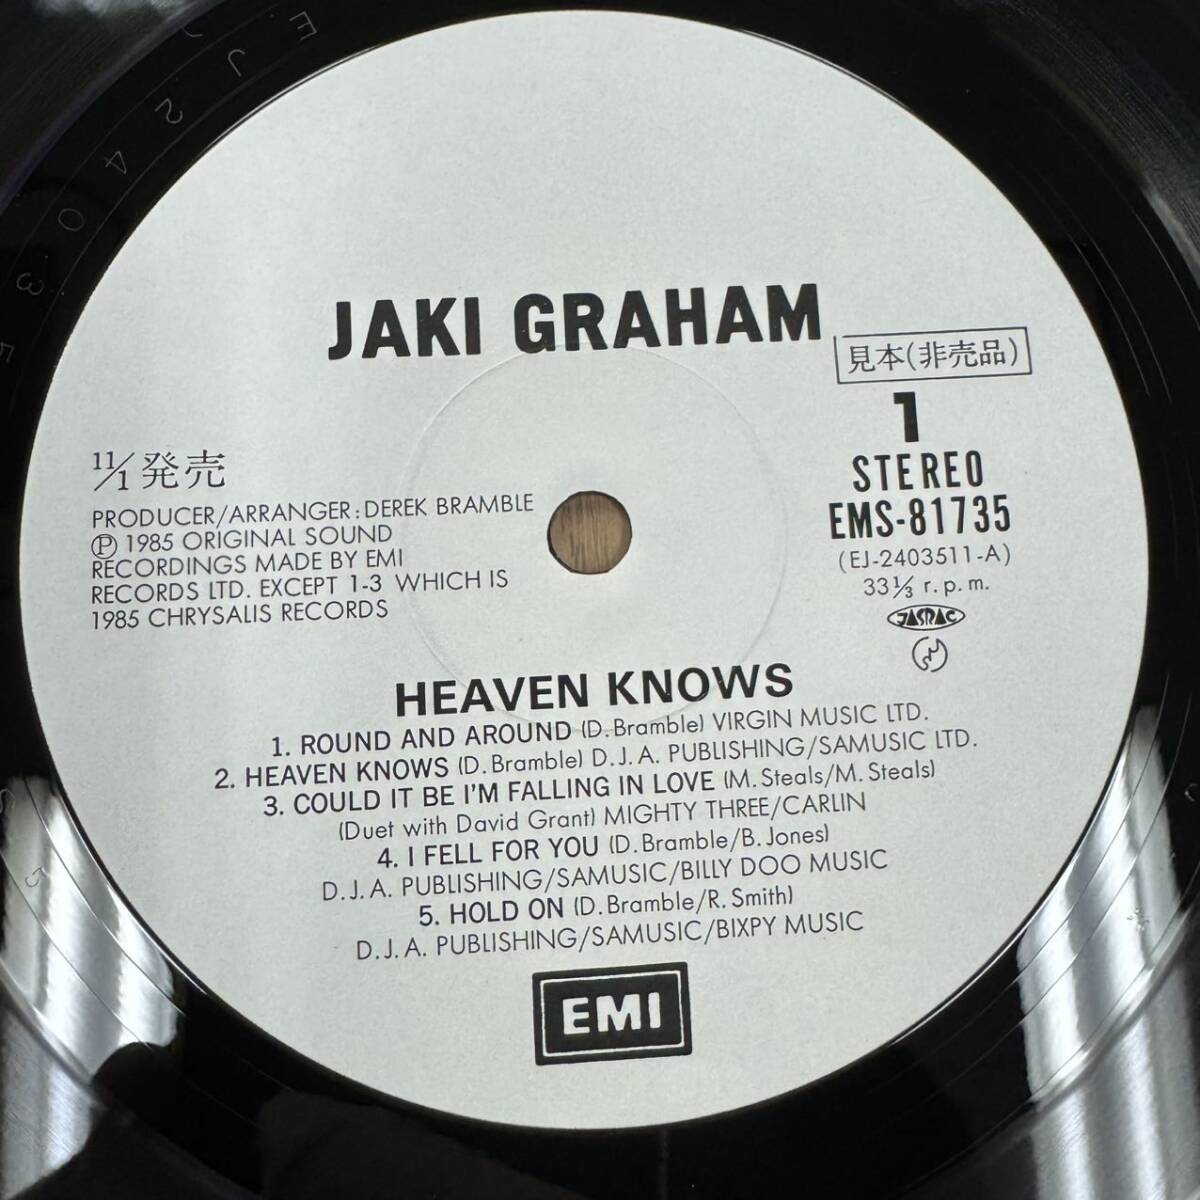 JAKI GRAHAM
見本(非売品)
1
STEREO
EMS-81735
(EJ-2403511-A)
33⅓ r.p.m.
JASRAC
11/1 発売
PRODUCER/ARRANGER: DEREK BRAMBLE
Ⓟ 1985 ORIGINAL SOUND
RECORDINGS MADE BY EMI
RECORDS LTD. EXCEPT 1-3 WHICH IS
1985 CHRYSALIS RECORDS
HEAVEN KNOWS
1. ROUND AND AROUND (D. Bramble) VIRGIN MUSIC LTD.
2. HEAVEN KNOWS (D. Bramble) D.J.A. PUBLISHING/SAMUSIC LTD.
3. COULD IT BE I'M FALLING IN LOVE (M. Steals/M. Steals)
(Duet with David Grant) MIGHTY THREE/CARLIN
4. I FELL FOR YOU (D. Bramble/B. Jones)
D.J.A. PUBLISHING/SAMUSIC/BILLY DOO MUSIC
5. HOLD ON (D. Bramble/R. Smith)
D.J.A. PUBLISHING/SAMUSIC/BIXPY MUSIC
EMI